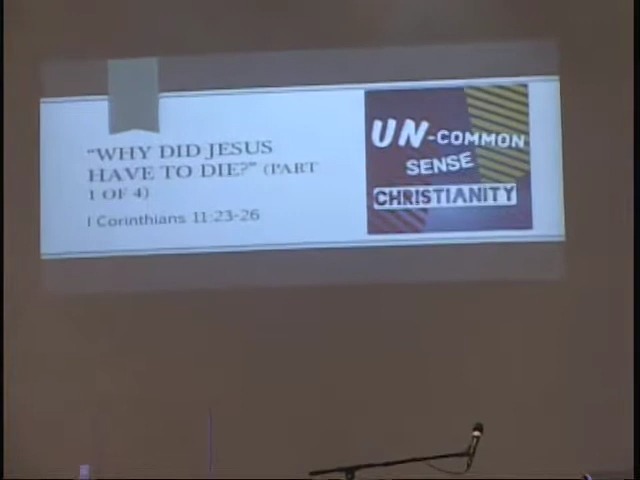 "WHY DID JESUS
HAVE TO DIE?" (PART
1 OF 4)
I Corinthians 11:23-26
UN-COMMON
SENSE
CHRISTIANITY